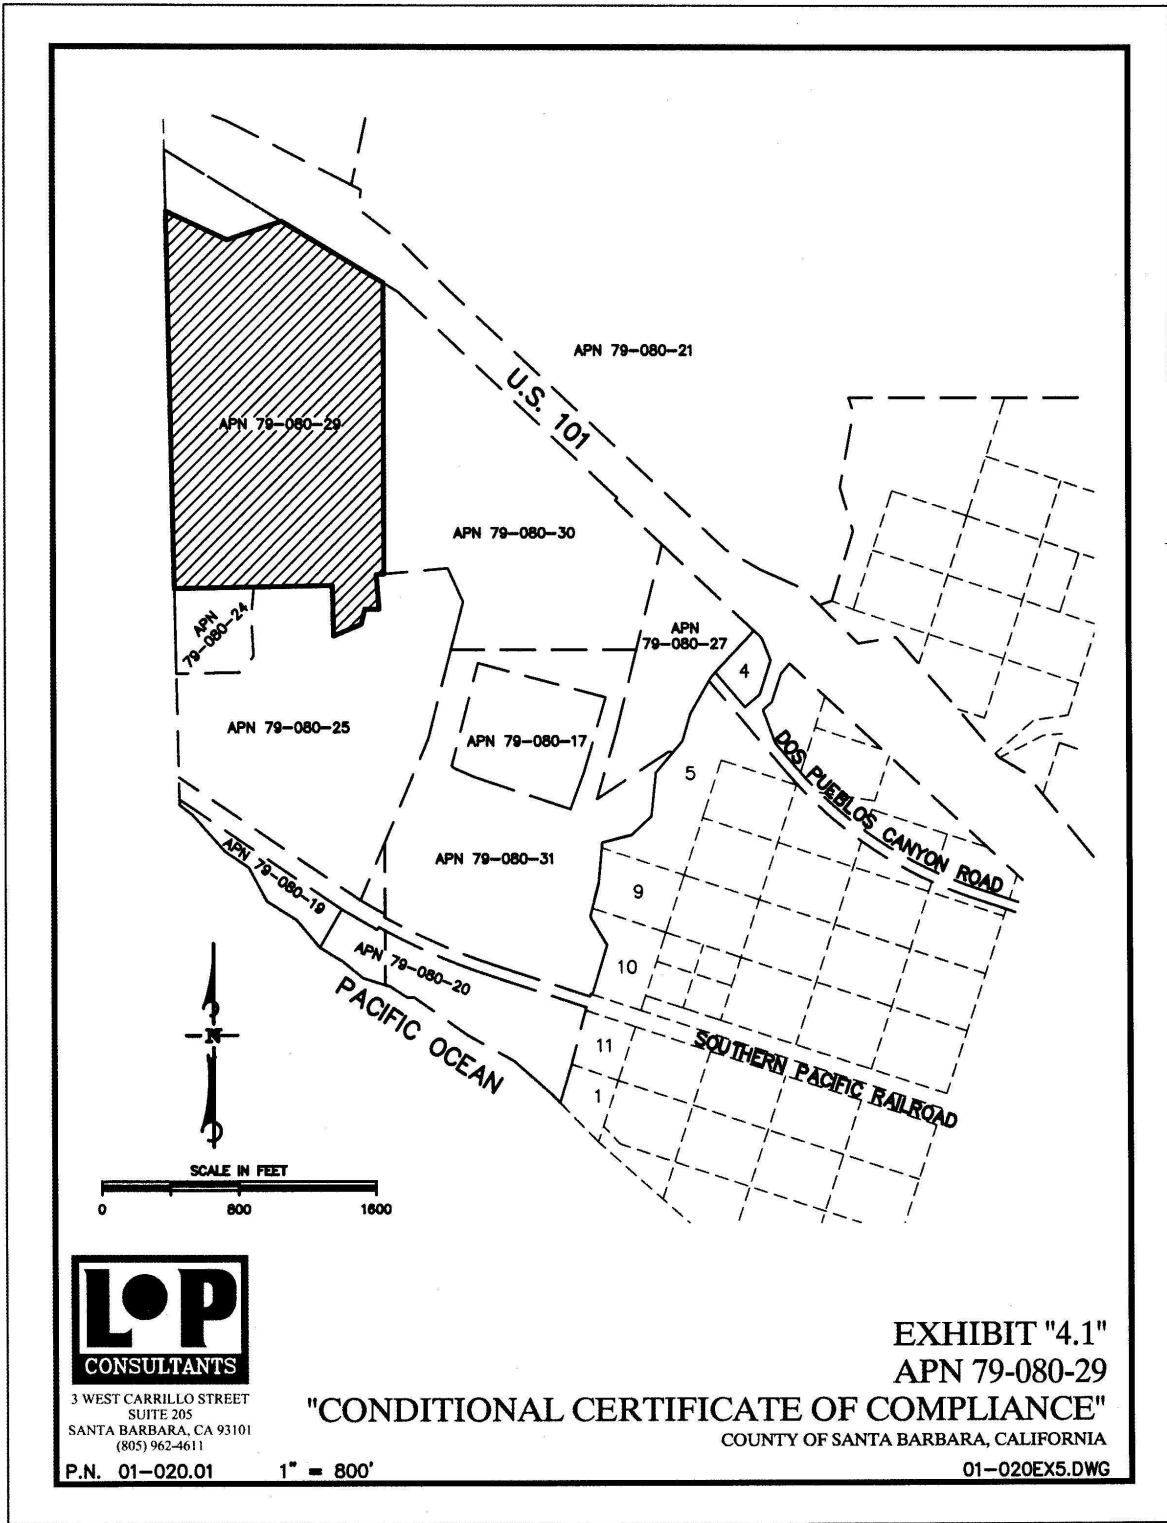 APN 79-080-21
U.S. 101
APN 79-080-29
APN 79-080-30
APN
79-080-24
APN
79-080-27
4
APN 79-080-25
APN 79-080-17
5
DOS PUEBLOS CANYON ROAD
APN 79-080-19
APN 79-080-31
9
APN 79-080-20
10
PACIFIC OCEAN
N
11
SOUTHERN PACIFIC RAILROAD
1
SCALE IN FEET
0 800 1600
L●P
CONSULTANTS
3 WEST CARRILLO STREET
SUITE 205
SANTA BARBARA, CA 93101
(805) 962-4611
P.N. 01-020.01 1" = 800'
EXHIBIT "4.1"
APN 79-080-29
"CONDITIONAL CERTIFICATE OF COMPLIANCE"
COUNTY OF SANTA BARBARA, CALIFORNIA
01-020EX5.DWG